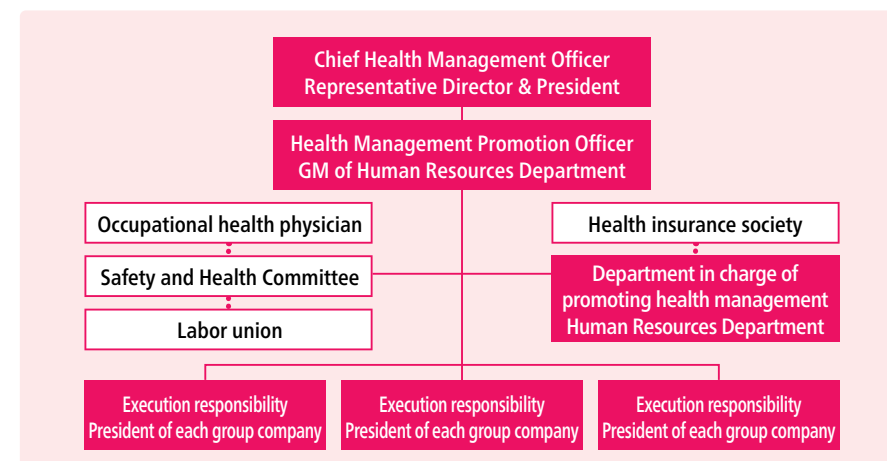 Chief Health Management Officer
Representative Director & President
Health Management Promotion Officer
GM of Human Resources Department
Occupational health physician
Safety and Health Committee
Labor union
Health insurance society
Department in charge of
promoting health management
Human Resources Department
Execution responsibility
President of each group company
Execution responsibility
President of each group company
Execution responsibility
President of each group company